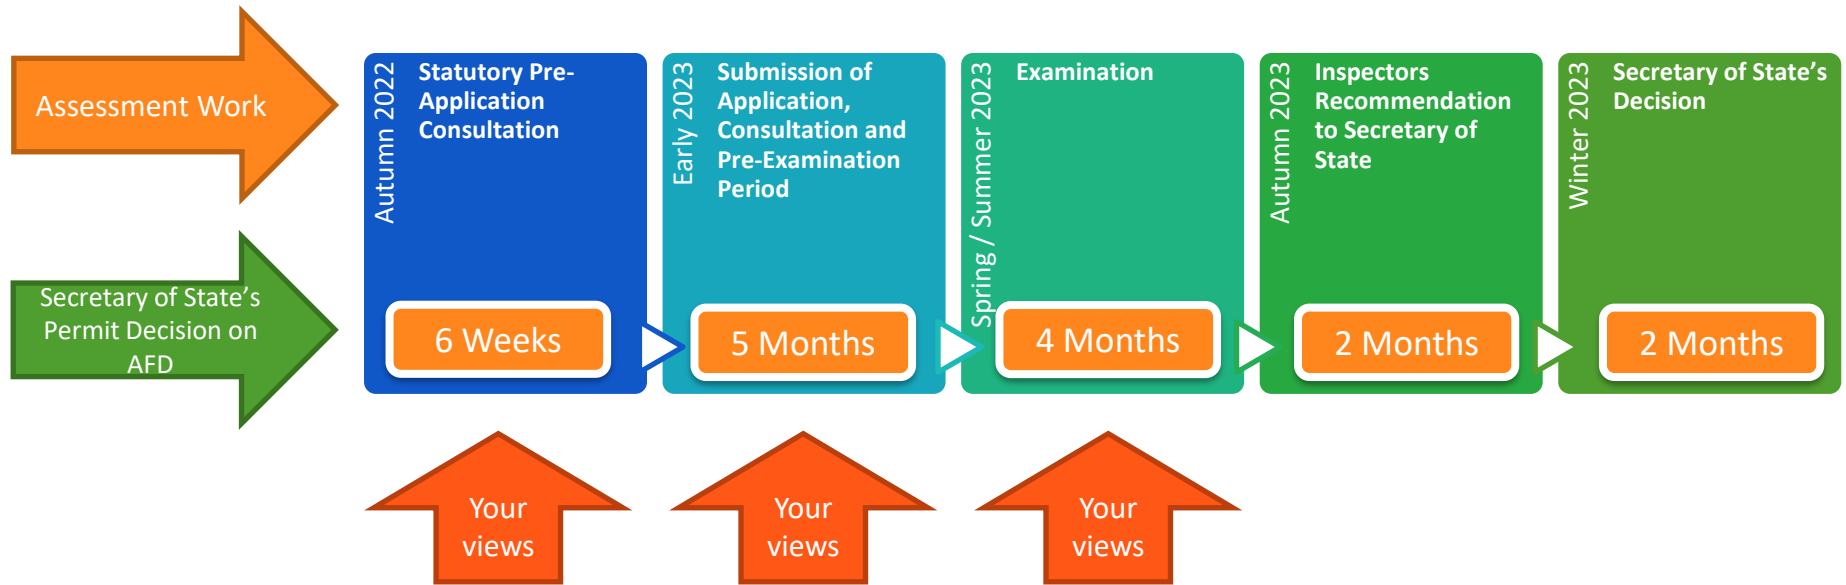 Assessment Work
Secretary of State’s
Permit Decision on
AFD
Autumn 2022
Statutory Pre-
Application
Consultation
6 Weeks
Early 2023
Submission of
Application,
Consultation and
Pre-Examination
Period
5 Months
Spring / Summer 2023
Examination
4 Months
Autumn 2023
Inspectors
Recommendation
to Secretary of
State
2 Months
Winter 2023
Secretary of State’s
Decision
2 Months
Your
views
Your
views
Your
views